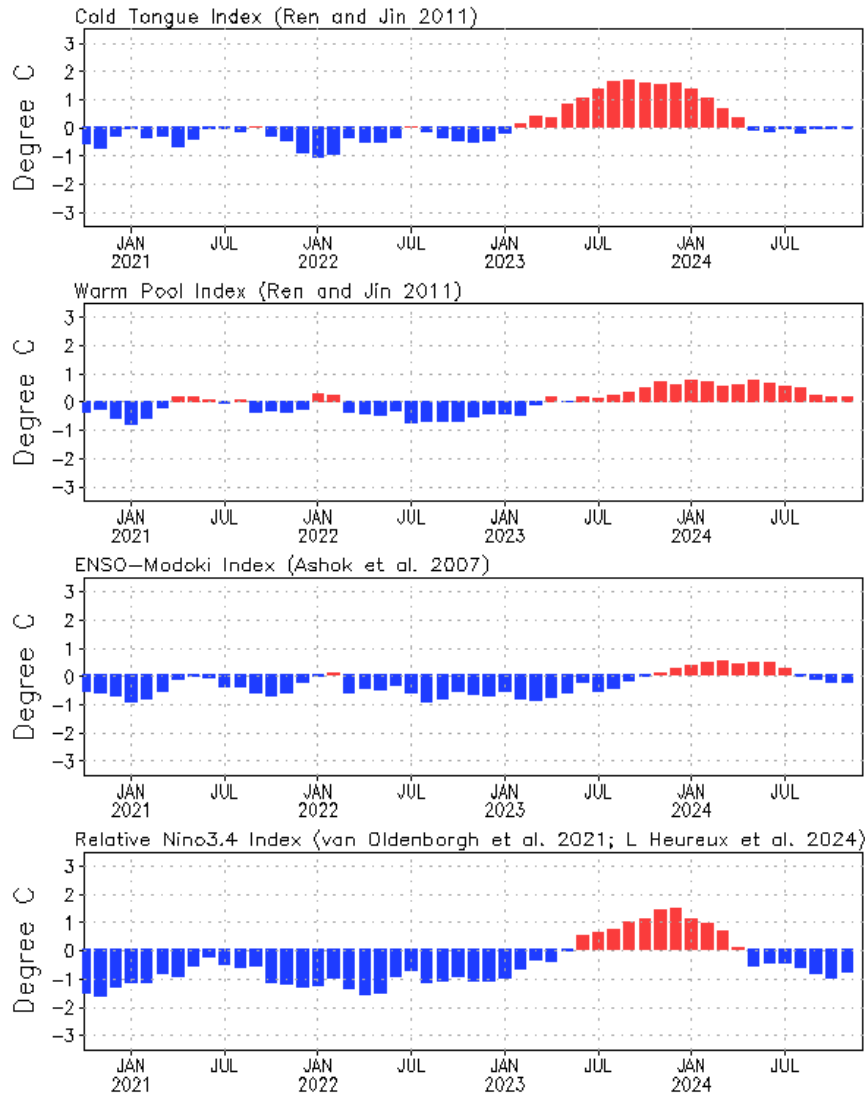 Cold Tongue Index (Ren and Jin 2011)
Degree C
3
2
1
0
−1
−2
−3
JAN JUL JAN JUL JAN JUL JAN JUL
2021 2022 2023 2024
Warm Pool Index (Ren and Jin 2011)
Degree C
3
2
1
0
−1
−2
−3
JAN JUL JAN JUL JAN JUL JAN JUL
2021 2022 2023 2024
ENSO−Modoki Index (Ashok et al. 2007)
Degree C
3
2
1
0
−1
−2
−3
JAN JUL JAN JUL JAN JUL JAN JUL
2021 2022 2023 2024
Relative Nino3.4 Index (van Oldenborgh et al. 2021; L Heureux et al. 2024)
Degree C
3
2
1
0
−1
−2
−3
JAN JUL JAN JUL JAN JUL JAN JUL
2021 2022 2023 2024